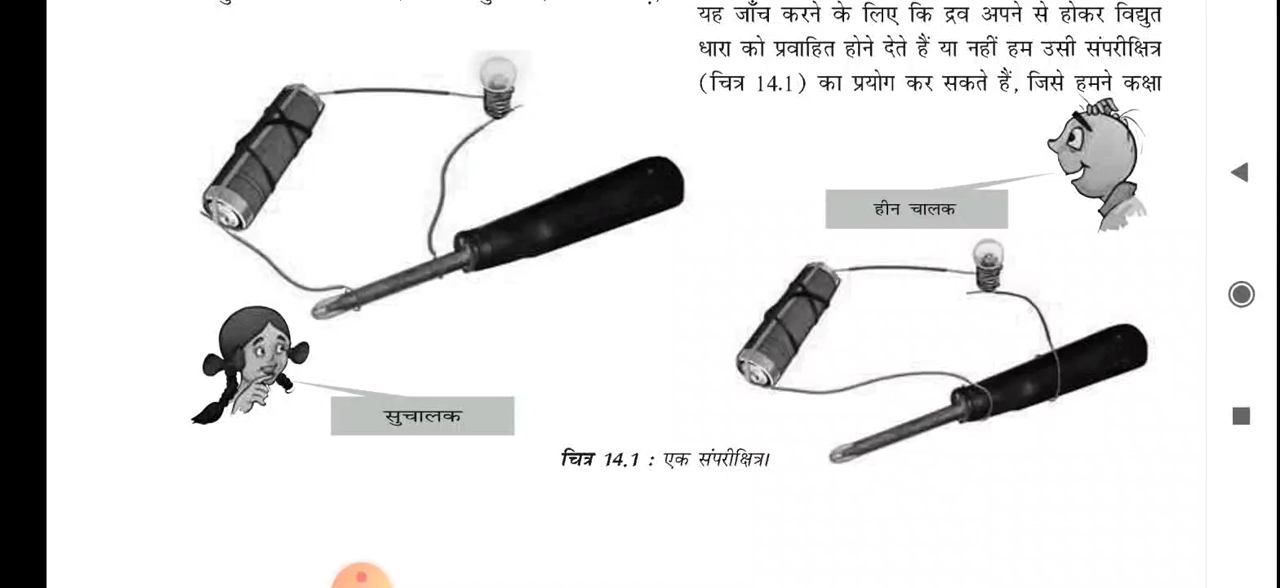 यह जाँच करने के लिए कि द्रव अपने से होकर विद्युत
धारा को प्रवाहित होने देते हैं या नहीं हम उसी संपरीक्षित्र
(चित्र 14.1) का प्रयोग कर सकते हैं, जिसे हमने कक्षा
हीन चालक
सुचालक
चित्र 14.1 : एक संपरीक्षित्र।